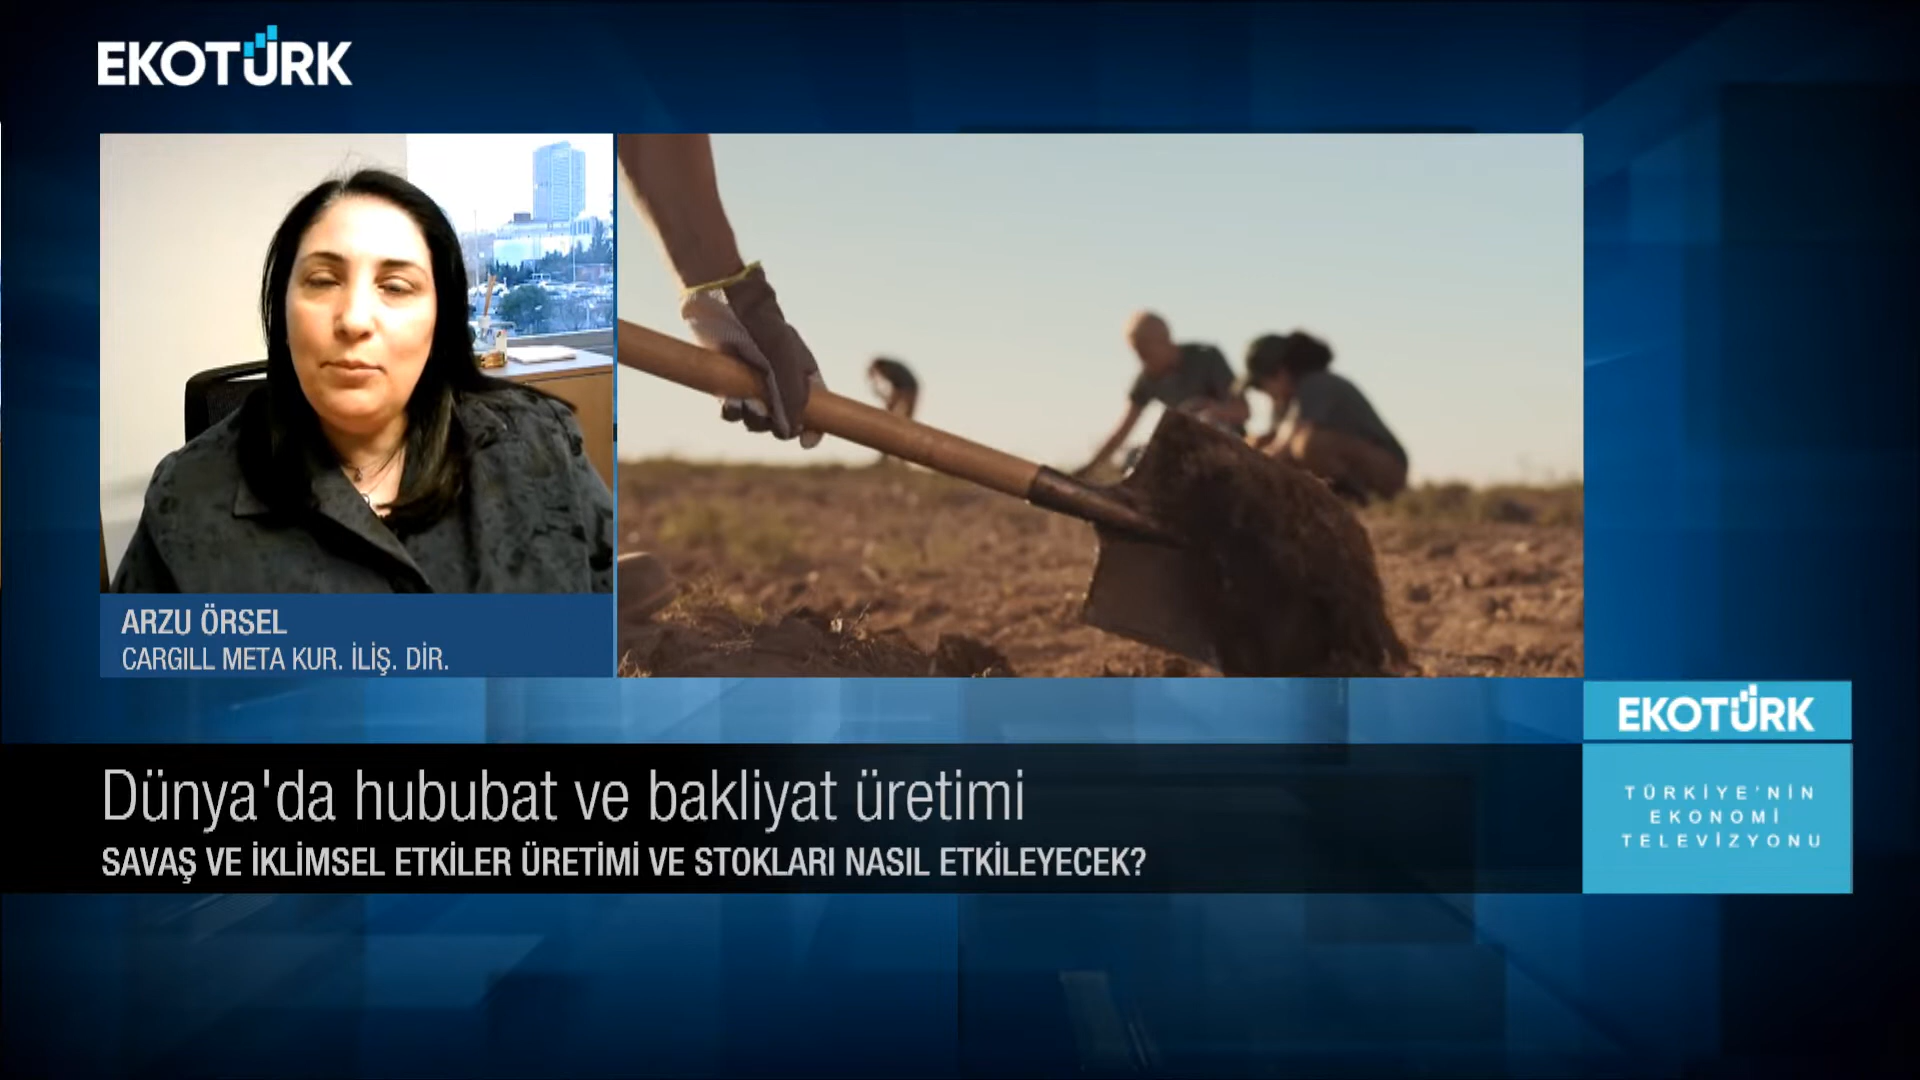 EKOTÜRK
ARZU ÖRSEL
CARGILL META KUR. İLİŞ. DİR.
EKOTÜRK
Dünya'da hububat ve bakliyat üretimi
SAVAŞ VE İKLİMSEL ETKİLER ÜRETİMİ VE STOKLARI NASIL ETKİLEYECEK?
TÜRKİYE'NİN
EKONOMİ
TELEVİZYONU